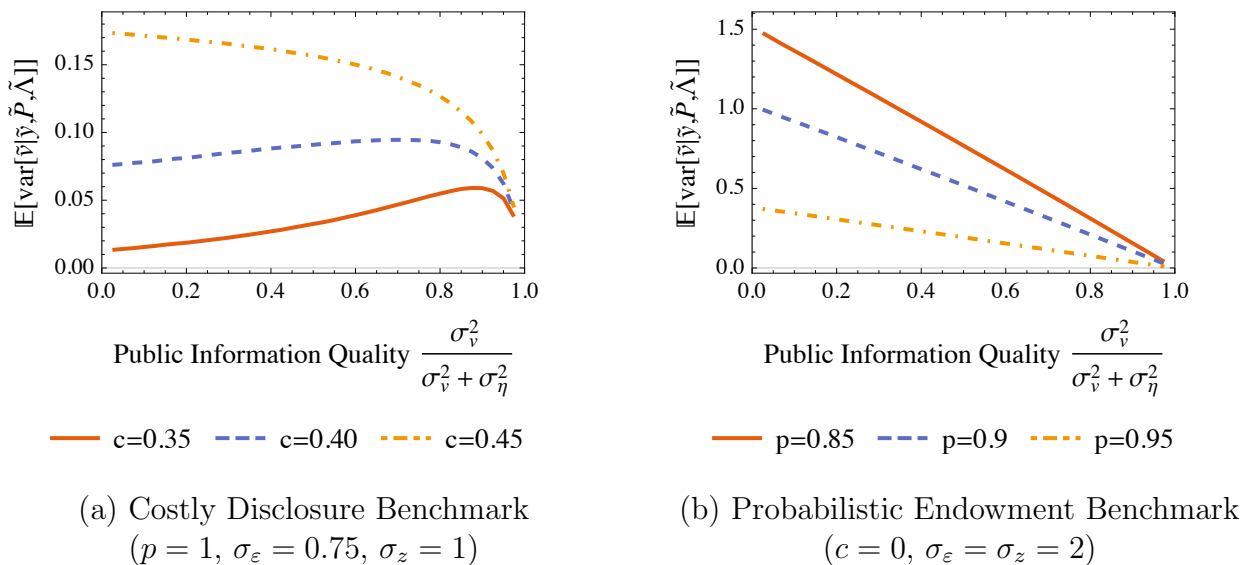 𝔼[var[ṽ|ỹ,P̃,Λ̃]]
0.15
0.10
0.05
0.00
0.0 0.2 0.4 0.6 0.8 1.0
Public Information Quality σ_v^2 / (σ_v^2 + σ_η^2)
c=0.35 c=0.40 c=0.45
(a) Costly Disclosure Benchmark
(p = 1, σ_ε = 0.75, σ_z = 1)
𝔼[var[ṽ|ỹ,P̃,Λ̃]]
1.5
1.0
0.5
0.0
0.0 0.2 0.4 0.6 0.8 1.0
Public Information Quality σ_v^2 / (σ_v^2 + σ_η^2)
p=0.85 p=0.9 p=0.95
(b) Probabilistic Endowment Benchmark
(c = 0, σ_ε = σ_z = 2)